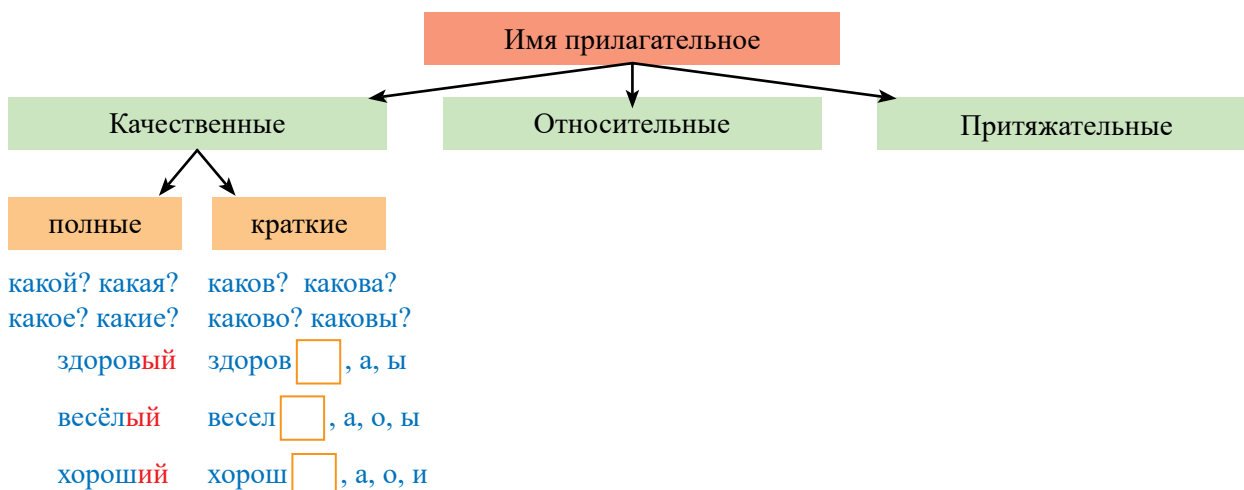 Имя прилагательное
Качественные Относительные Притяжательные
полные краткие
какой? какая? каков? какова?
какое? какие? каково? каковы?
здоровый здоров , а, ы
весёлый весел , а, о, ы
хороший хорош , а, о, и